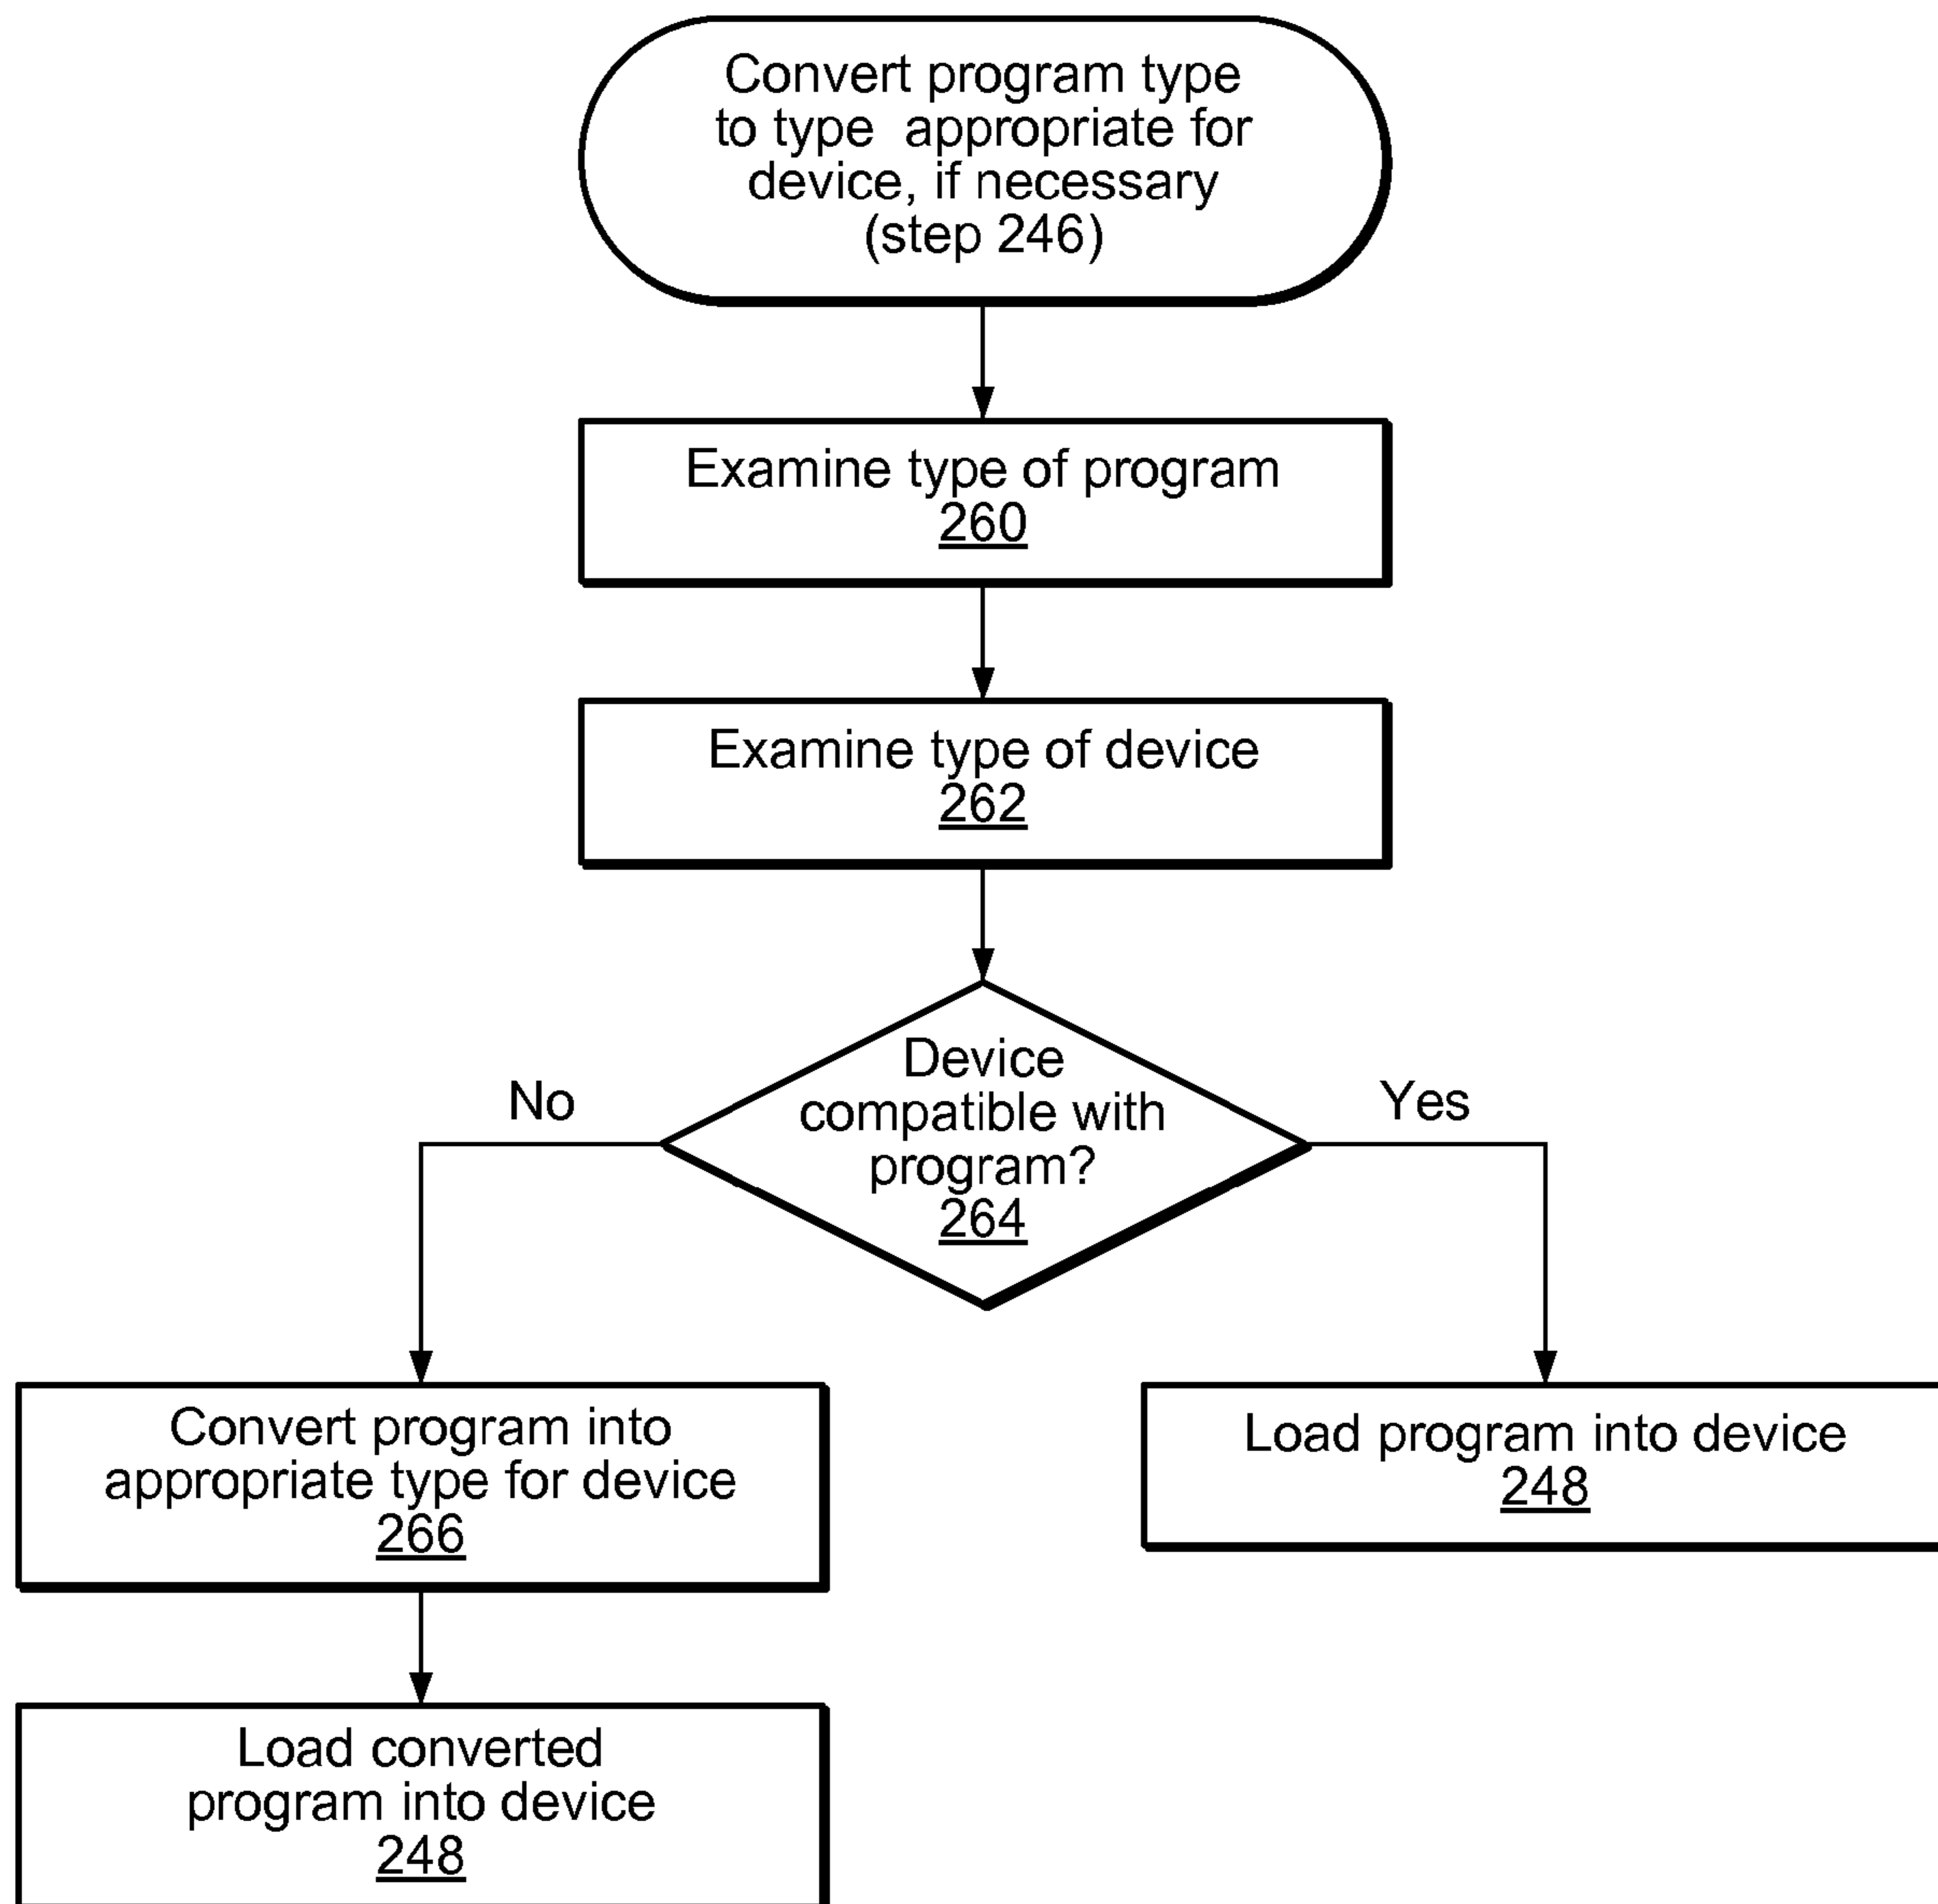 Convert program type
to type appropriate for
device, if necessary
(step 246)
Examine type of program
260
Examine type of device
262
Device
compatible with
program?
264
No
Yes
Convert program into
appropriate type for device
266
Load program into device
248
Load converted
program into device
248